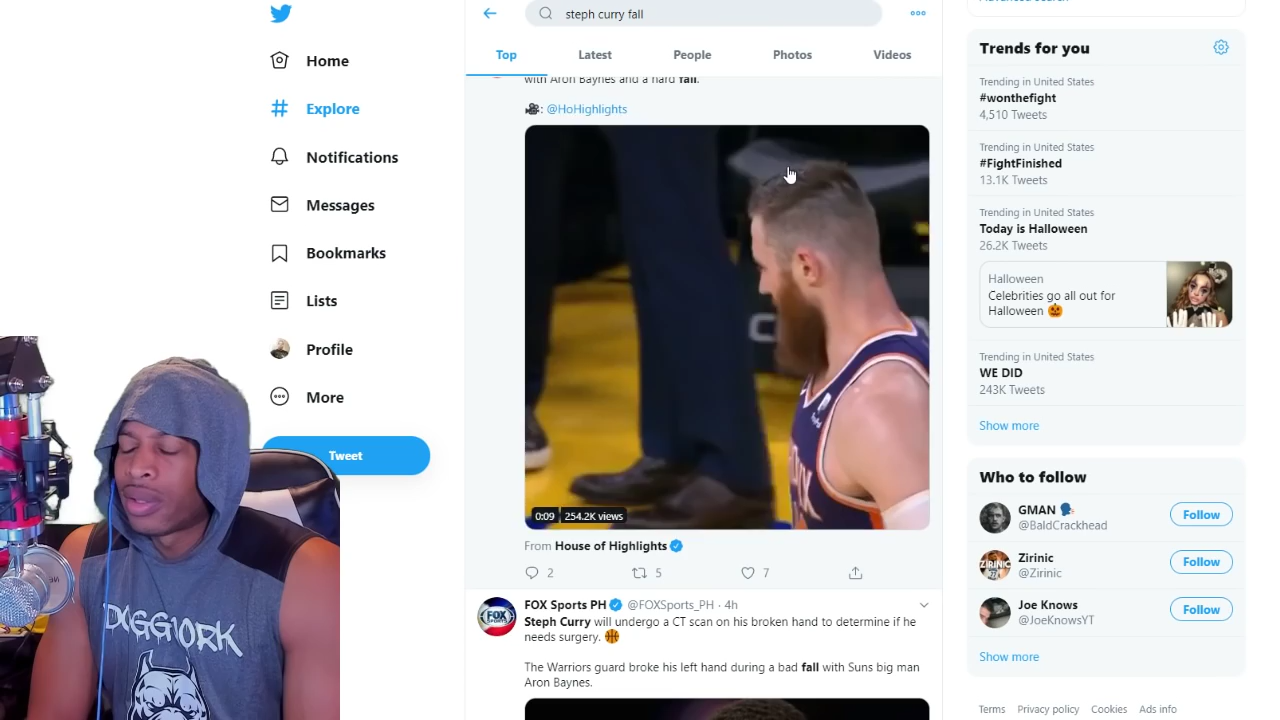 Home
Explore
Notifications
Messages
Bookmarks
Lists
Profile
More
Tweet
steph curry fall
Top
Latest
People
Photos
Videos
with Aron Baynes and a hard fall.
🎥: @HoHighlights
0:09 254.2K views
From House of Highlights
2
5
7
FOX Sports PH @FOXSports_PH · 4h
Steph Curry will undergo a CT scan on his broken hand to determine if he
needs surgery. 🏀
The Warriors guard broke his left hand during a bad fall with Suns big man
Aron Baynes.
Advanced search
Trends for you
Trending in United States
#wonthefight
4,510 Tweets
Trending in United States
#FightFinished
13.1K Tweets
Trending in United States
Today is Halloween
26.2K Tweets
Halloween
Celebrities go all out for
Halloween 🎃
Trending in United States
WE DID
243K Tweets
Show more
Who to follow
GMAN 🗣
@BaldCrackhead
Follow
Zirinic
@Zirinic
Follow
Joe Knows
@JoeKnowsYT
Follow
Show more
Terms Privacy policy Cookies Ads info
FOX
SPORTS
ZIRINIC